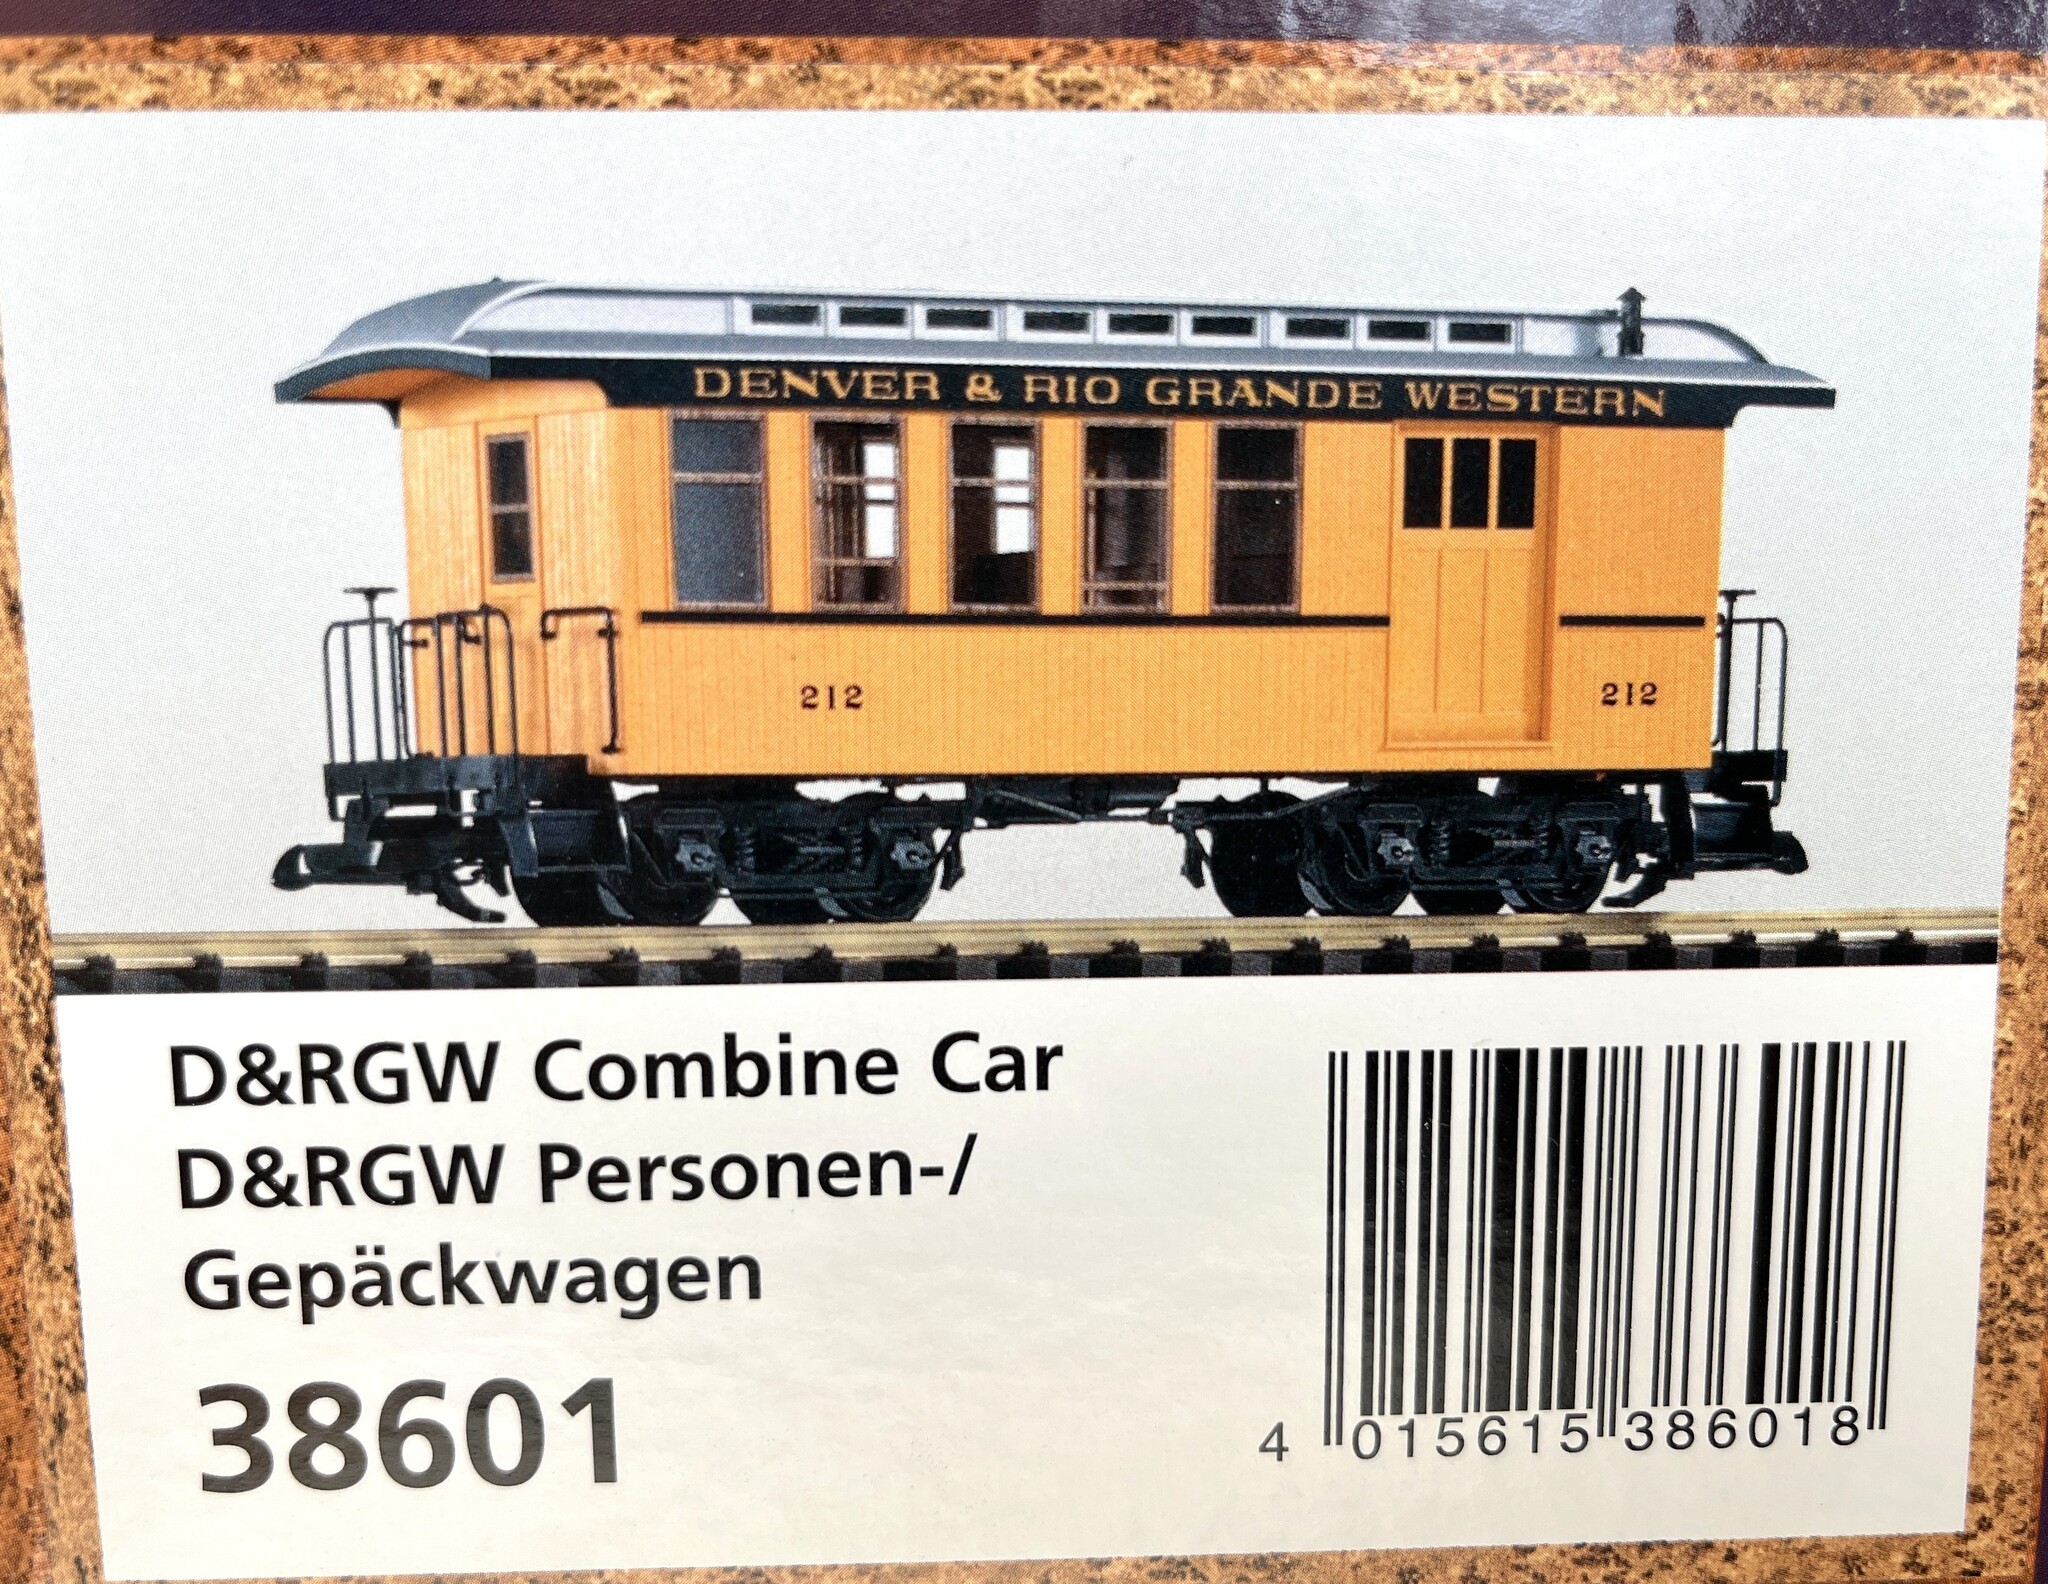 DENVER & RIO GRANDE WESTERN
212 212
D&RGW Combine Car
D&RGW Personen-/
Gepäckwagen
38601
4 015615 386018